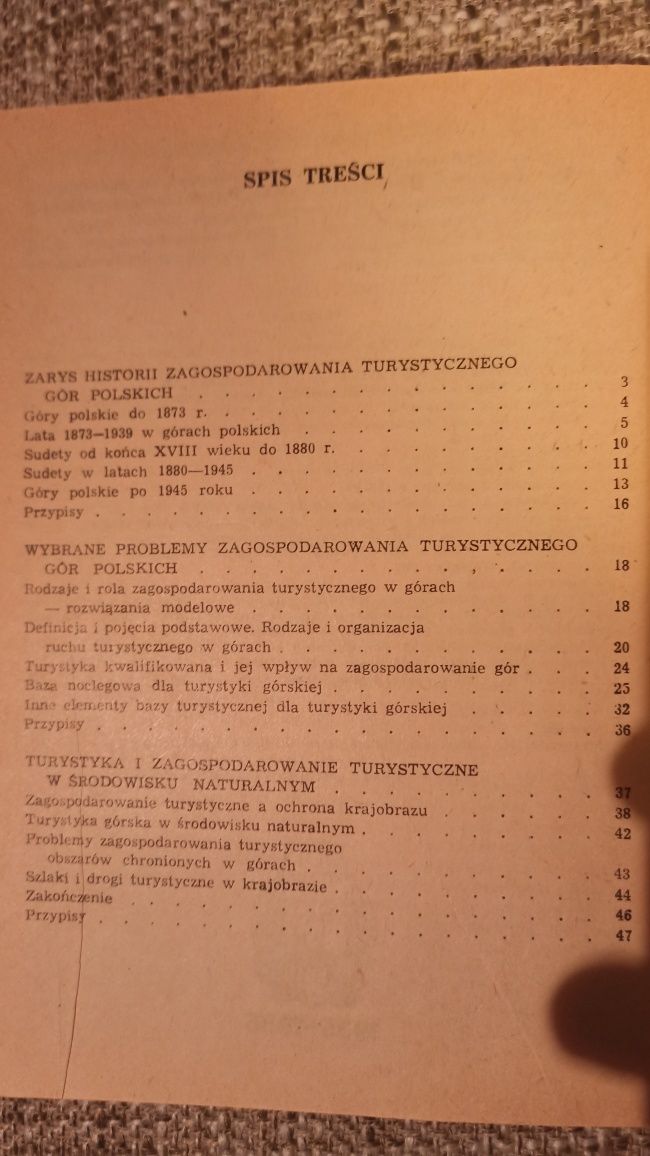 SPIS TREŚCI
ZARYS HISTORII ZAGOSPODAROWANIA TURYSTYCZNEGO
GÓR POLSKICH . . . . . . . . . . . . . 3
Góry polskie do 1873 r. . . . . . . . . . . . . 4
Lata 1873—1939 w górach polskich . . . . . . . . . 5
Sudety od końca XVIII wieku do 1880 r. . . . . . . . 10
Sudety w latach 1880—1945 . . . . . . . . . . . 11
Góry polskie po 1945 roku . . . . . . . . . . . 13
Przypisy . . . . . . . . . . . . . . . . 16
WYBRANE PROBLEMY ZAGOSPODAROWANIA TURYSTYCZNEGO
GÓR POLSKICH . . . . . . . . . . . . . 18
Rodzaje i rola zagospodarowania turystycznego w górach
— rozwiązania modelowe . . . . . . . . . . . 18
Definicja i pojęcia podstawowe. Rodzaje i organizacja
ruchu turystycznego w górach . . . . . . . . . . 20
Turystyka kwalifikowana i jej wpływ na zagospodarowanie gór . . . 24
Baza noclegowa dla turystyki górskiej . . . . . . . . 25
Inne elementy bazy turystycznej dla turystyki górskiej . . . . 32
Przypisy . . . . . . . . . . . . . . . . 36
TURYSTYKA I ZAGOSPODAROWANIE TURYSTYCZNE
W ŚRODOWISKU NATURALNYM . . . . . . . . 37
Zagospodarowanie turystyczne a ochrona krajobrazu . . . . . 38
Turystyka górska w środowisku naturalnym . . . . . . . 42
Problemy zagospodarowania turystycznego
obszarów chronionych w górach . . . . . . . . . 43
Szlaki i drogi turystyczne w krajobrazie . . . . . . . . 44
Zakończenie . . . . . . . . . . . . . . . 46
Przypisy . . . . . . . . . . . . . . . . 47